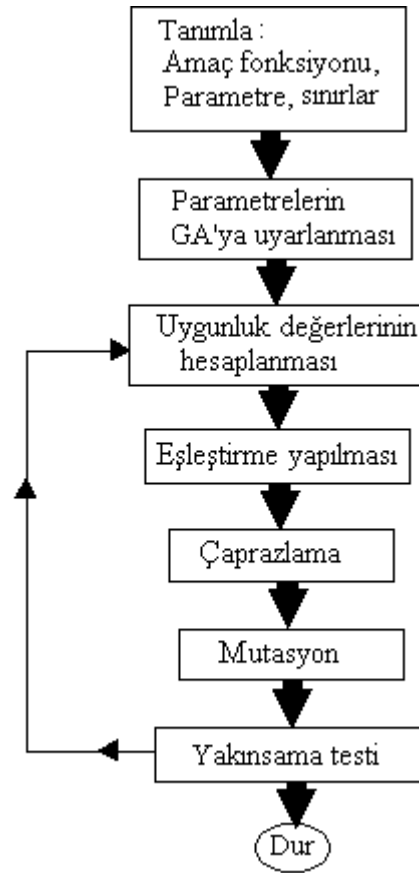 Tanımla :
Amaç fonksiyonu,
Parametre, sınırlar
Parametrelerin
GA'ya uyarlanması
Uygunluk değerlerinin
hesaplanması
Eşleştirme yapılması
Çaprazlama
Mutasyon
Yakınsama testi
Dur